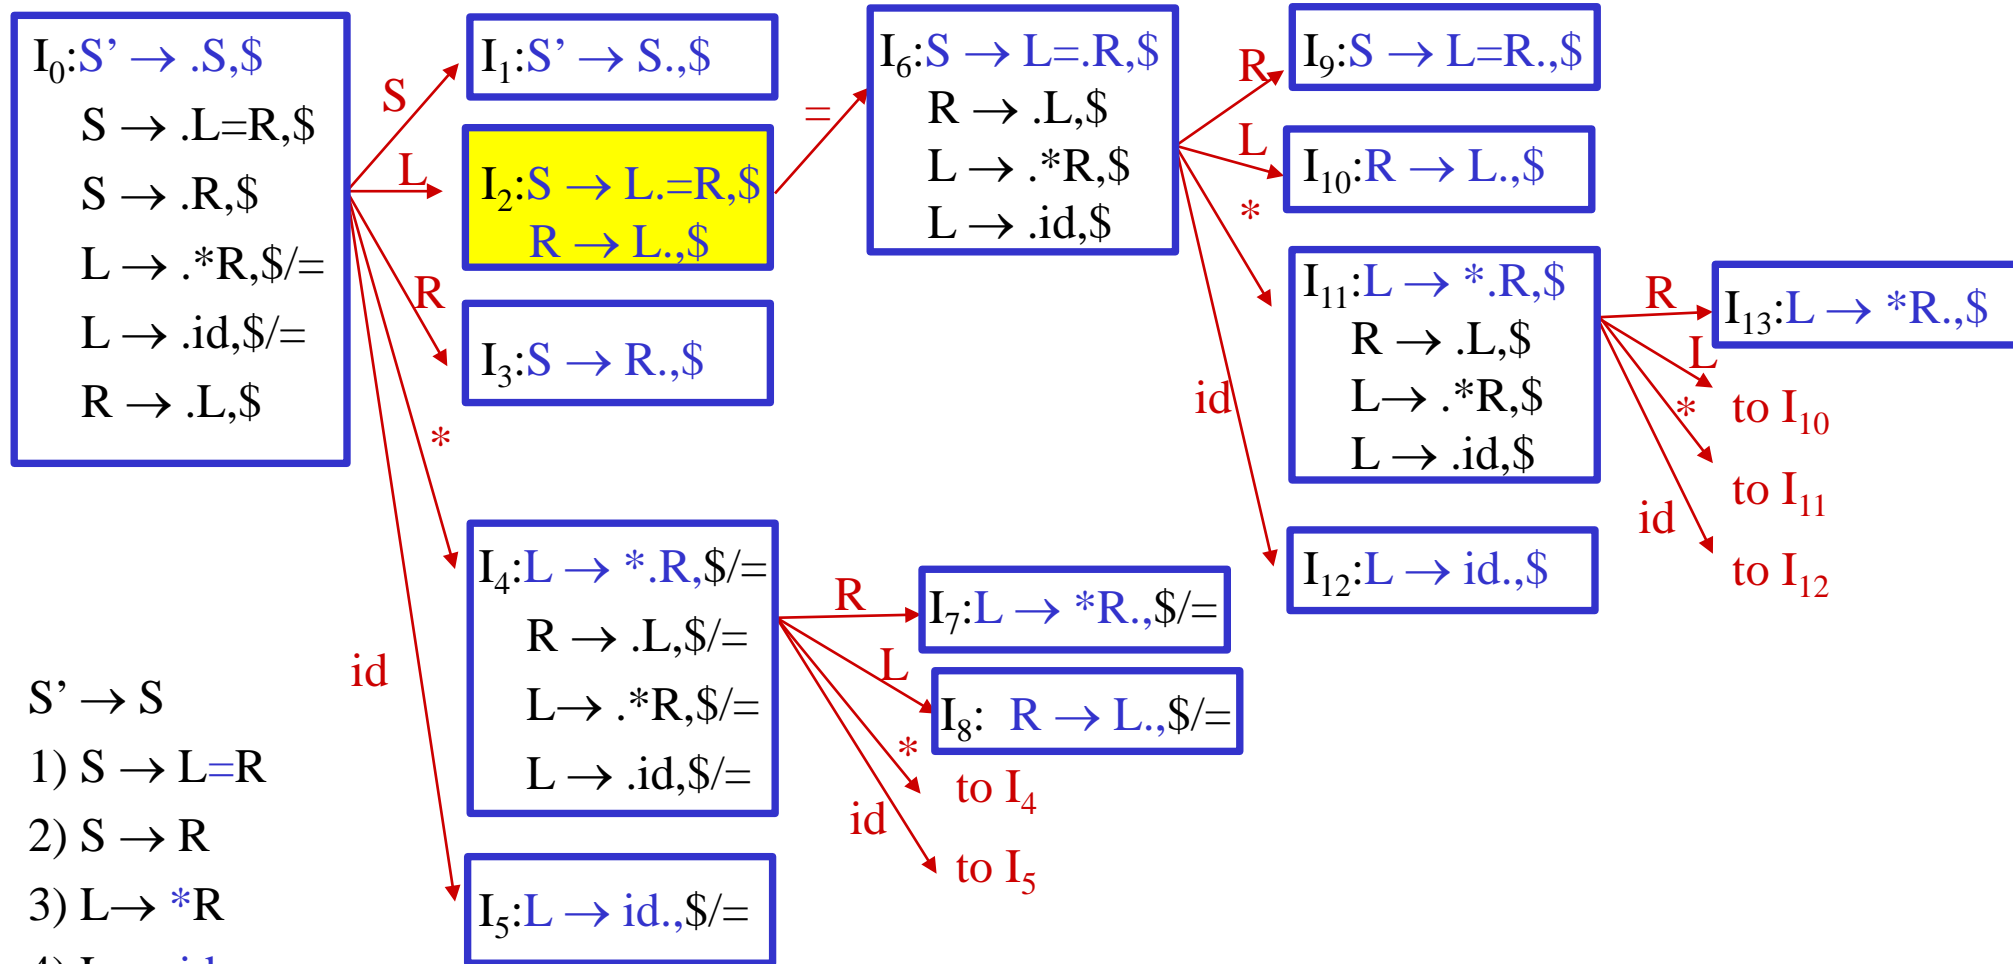 I₀:S’ → .S,$
S → .L=R,$
S → .R,$
L → .*R,$/=
L → .id,$/=
R → .L,$
S
L
R
*
id
I₁:S’ → S.,$
I₂:S → L.=R,$
R → L.,$
I₃:S → R.,$
=
I₄:L → *.R,$/=
R → .L,$/=
L→ .*R,$/=
L → .id,$/=
I₅:L → id.,$/=
R
L
*
id
I₇:L → *R.,$/=
I₈: R → L.,$/=
to I₄
to I₅
I₆:S → L=.R,$
R → .L,$
L → .*R,$
L → .id,$
R
L
*
id
I₉:S → L=R.,$
I₁₀:R → L.,$
I₁₁:L → *.R,$
R → .L,$
L→ .*R,$
L → .id,$
I₁₂:L → id.,$
R
L
*
id
I₁₃:L → *R.,$
to I₁₀
to I₁₁
to I₁₂
S’ → S
1) S → L=R
2) S → R
3) L→ *R